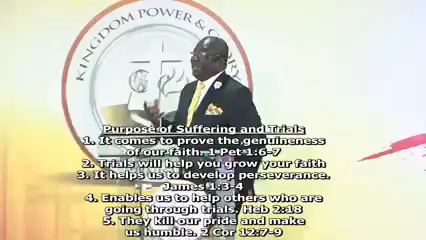 KINGDOM POWER & GLORY
Purpose of Suffering and Trials
1. It comes to prove the genuineness
of our faith. 1 Pet 1:6-7
2. Trials will help you grow your faith
3. It helps us to develop perseverance.
James 1:3-4
4. Enables us to help others who are
going through trials. Heb 2:18
5. They kill our pride and make
us humble. 2 Cor 12:7-9